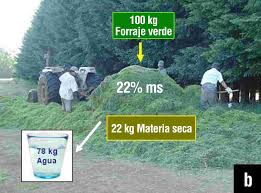 100 kg
Forraje verde
22% ms
22 kg Materia seca
78 kg
Agua
b